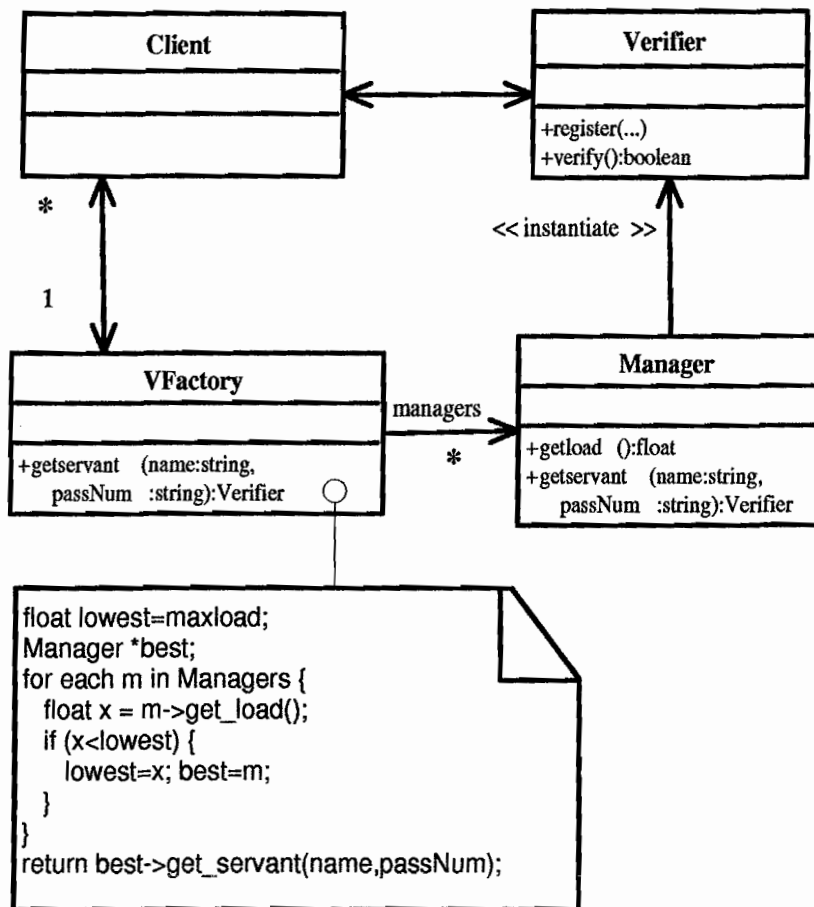 Client
Verifier
+register(...)
+verify():boolean
*
<< instantiate >>
1
VFactory
+getservant (name:string,
passNum :string):Verifier
managers
*
Manager
+getload ():float
+getservant (name:string,
passNum :string):Verifier
float lowest=maxload;
Manager *best;
for each m in Managers {
float x = m->get_load();
if (x<lowest) {
lowest=x; best=m;
}
}
return best->get_servant(name,passNum);